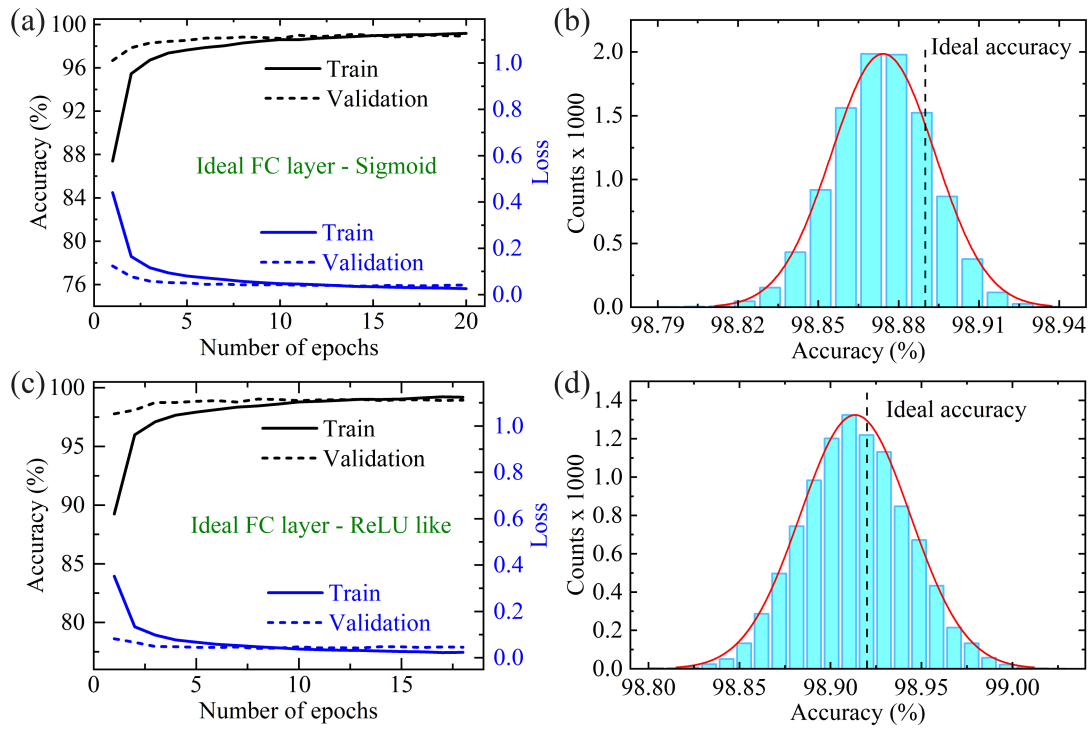 (a)
100
96
92
88
84
80
76
Accuracy (%)
1.0
0.8
0.6
0.4
0.2
0.0
Loss
Train
Validation
Ideal FC layer - Sigmoid
Train
Validation
0 5 10 15 20
Number of epochs
(b)
2.0
1.5
1.0
0.5
0.0
Counts x 1000
Ideal accuracy
98.79 98.82 98.85 98.88 98.91 98.94
Accuracy (%)
(c)
100
95
90
85
80
Accuracy (%)
1.0
0.8
0.6
0.4
0.2
0.0
Loss
Train
Validation
Ideal FC layer - ReLU like
Train
Validation
0 5 10 15
Number of epochs
(d)
1.4
1.2
1.0
0.8
0.6
0.4
0.2
0.0
Counts x 1000
Ideal accuracy
98.80 98.85 98.90 98.95 99.00
Accuracy (%)